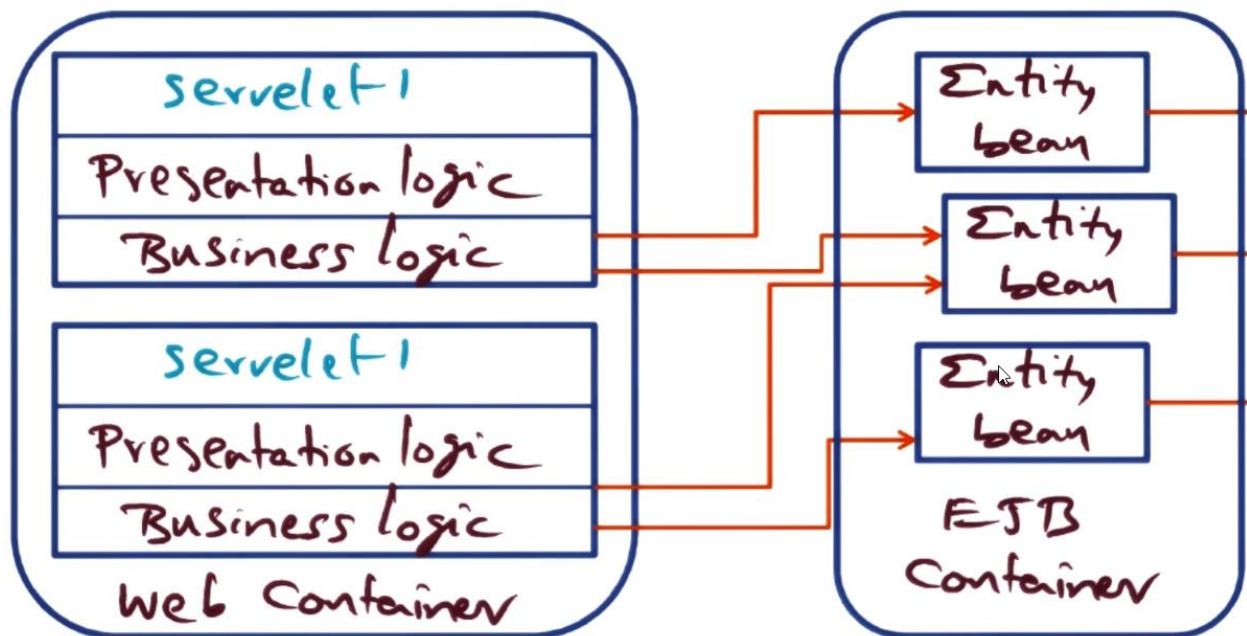 servelet1
Presentation logic
Business logic
servelet1
Presentation logic
Business logic
Web Container
Entity
bean
Entity
bean
Entity
bean
EJB
Container